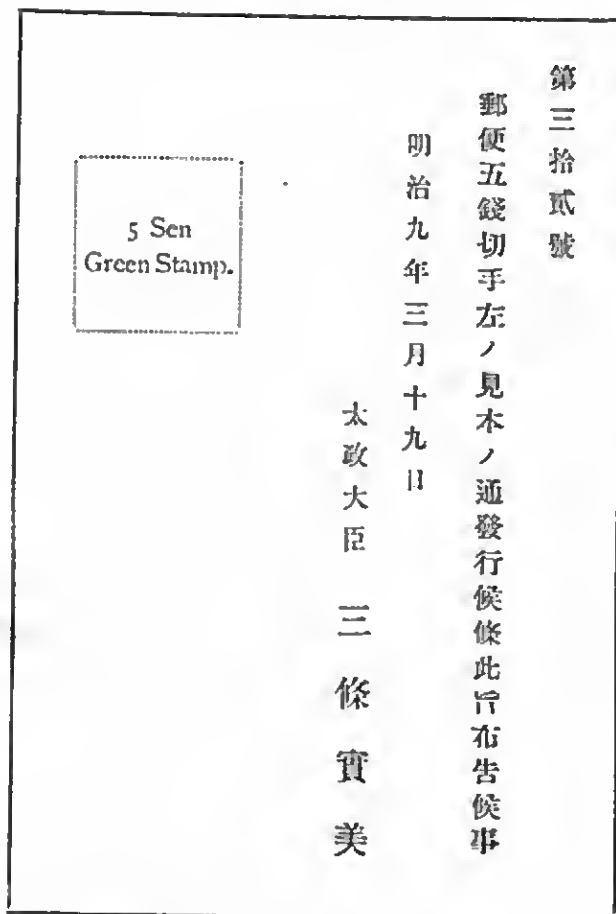 第三拾貳號
郵便五錢切手左ノ見本ノ通發行候條此旨布告候事
明治九年三月十九日
太政大臣 三條實美
5 Sen
Green Stamp.